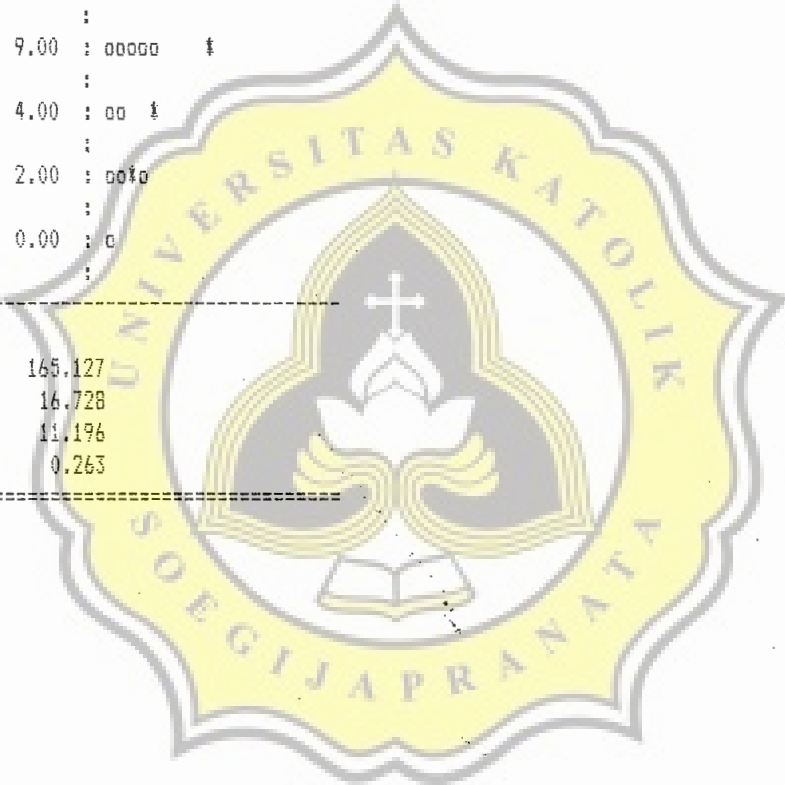 :
9.00 : ooooo *
:
4.00 : oo *
:
2.00 : oo*o
:
0.00 : o
:
--------------------------------
165.127
16.728
11.196
0.263
================================
UNIVERSITAS KATOLIK
SOEGIJAPRANATA